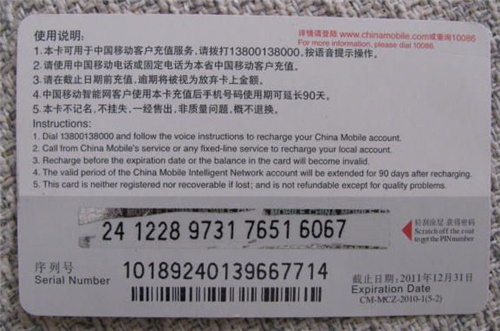 使用说明：
详情请登陆 www.chinamobile.com或垂询10086
For more information, please dial 10086.
1.本卡可用于中国移动客户充值服务，请拨打13800138000，按语音提示操作。
2.请使用中国移动电话或固定电话为本省中国移动客户充值。
3.请在截止日期前充值，逾期将被视为放弃卡上金额。
4.中国移动智能网客户使用本卡充值后手机号码使用期可延长90天。
5.本卡不记名，不挂失，一经售出，非质量问题，概不退换。
Instructions:
1. Dial 13800138000 and follow the voice instructions to recharge your China Mobile account.
2. Call from China Mobile's service or any fixed-line service to recharge your local account.
3. Recharge before the expiration date or the balance in the card will become invalid.
4. The valid period of the China Mobile Intelligent Network account will be extended for 90 days after recharging.
5. This card is neither registered nor recoverable if lost; and is not refundable except for quality problems.
24 1228 9731 7651 6067
轻刮涂层 获得密码
Scratch off the coat
to get the PIN number
序列号
Serial Number
101892401396677​14
截止日期：2011年12月31日
Expiration Date
CM-MCZ-2010-1(5-2)